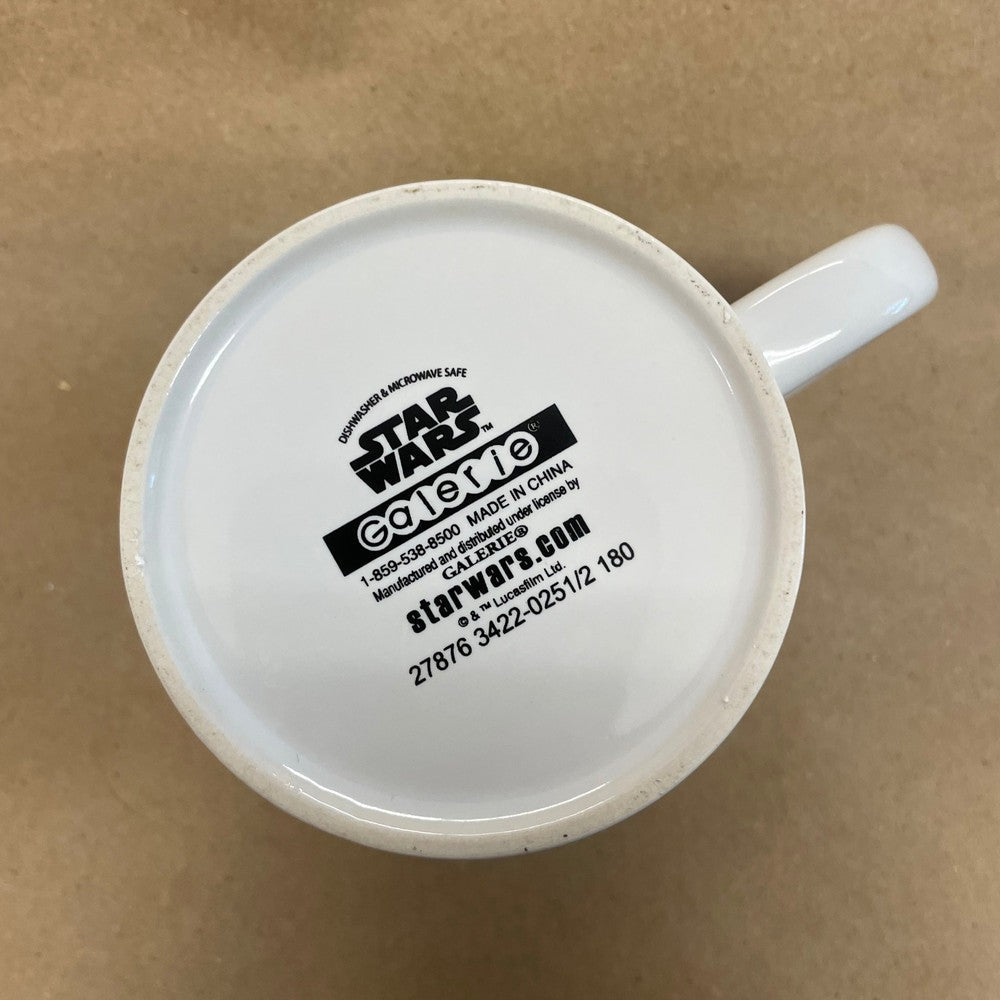 DISHWASHER & MICROWAVE SAFE
STAR
WARS™
Galerie®
1-859-538-8500 MADE IN CHINA
Manufactured and distributed under license by
GALERIE®
starwars.com
© & ™ Lucasfilm Ltd.
27876 3422-0251/2 180